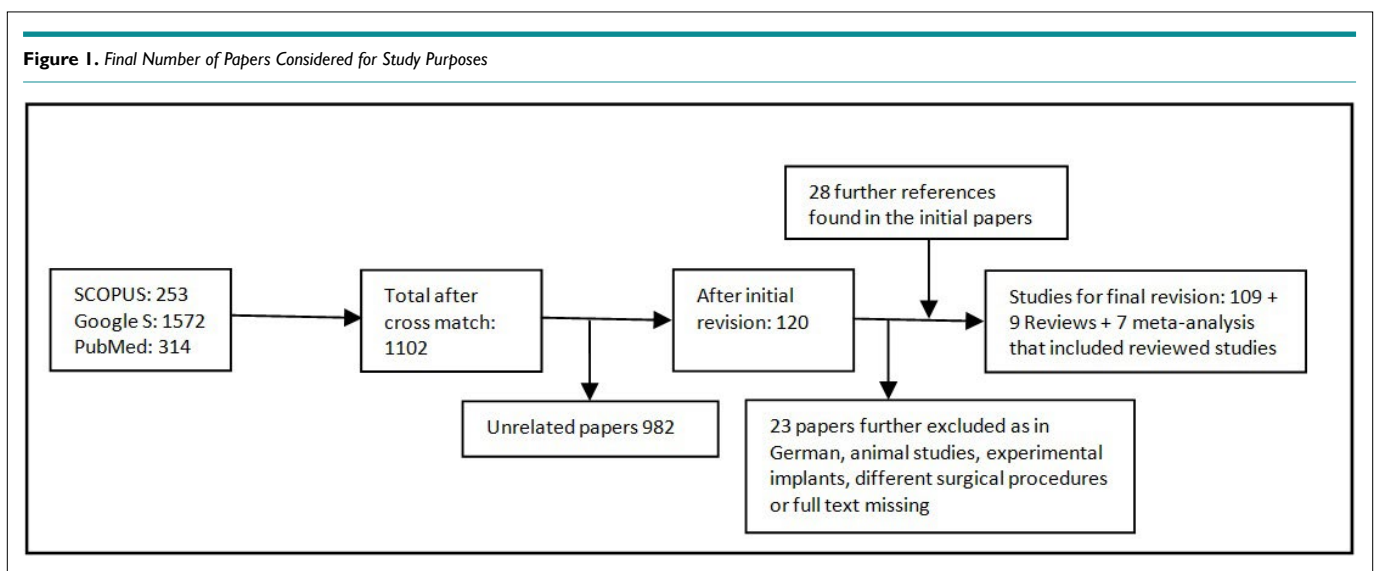 Figure 1. Final Number of Papers Considered for Study Purposes
SCOPUS: 253
Google S: 1572
PubMed: 314
Total after
cross match:
1102
Unrelated papers 982
After initial
revision: 120
28 further references
found in the initial papers
23 papers further excluded as in
German, animal studies, experimental
implants, different surgical procedures
or full text missing
Studies for final revision: 109 +
9 Reviews + 7 meta-analysis
that included reviewed studies